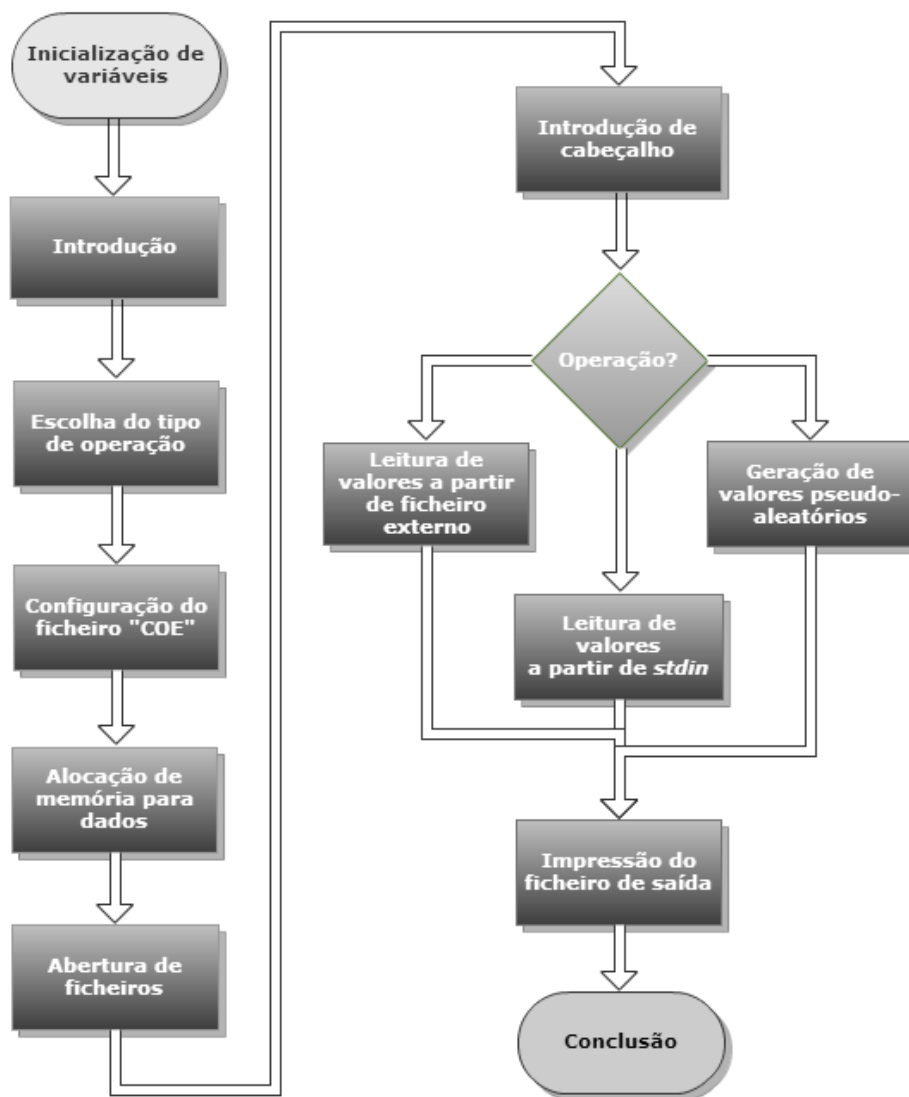 Inicialização de
variáveis
Introdução
Escolha do tipo
de operação
Configuração do
ficheiro "COE"
Alocação de
memória para
dados
Abertura de
ficheiros
Introdução de
cabeçalho
Operação?
Leitura de
valores a partir
de ficheiro
externo
Leitura de
valores
a partir de stdin
Geração de
valores pseudo-
aleatórios
Impressão do
ficheiro de saída
Conclusão